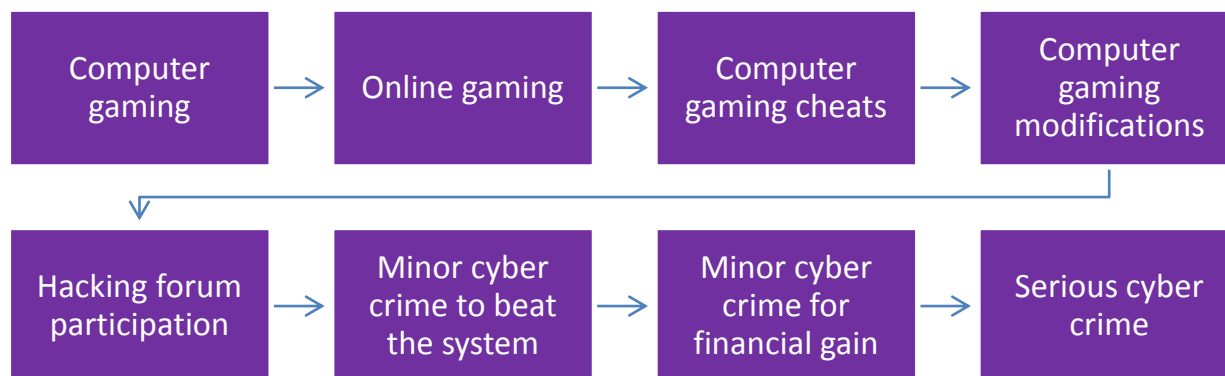 Computer
gaming
Online gaming
Computer
gaming cheats
Computer
gaming
modifications
Hacking forum
participation
Minor cyber
crime to beat
the system
Minor cyber
crime for
financial gain
Serious cyber
crime